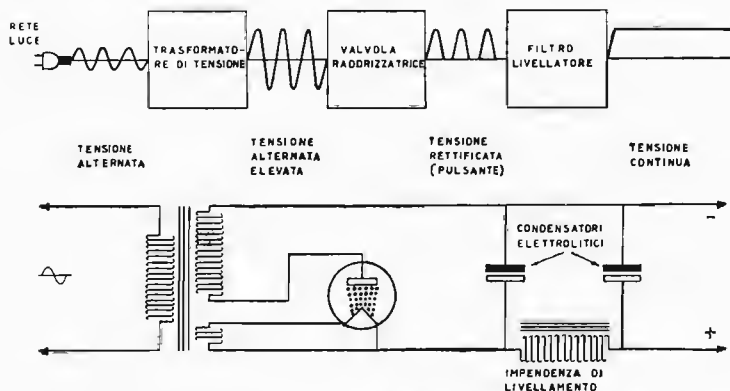 RETE
LUCE
TRASFORMATO-
RE DI TENSIONE
VALVOLA
RADDRIZZATRICE
FILTRO
LIVELLATORE
TENSIONE
ALTERNATA
TENSIONE
ALTERNATA
ELEVATA
TENSIONE
RETTIFICATA
(PULSANTE)
TENSIONE
CONTINUA
CONDENSATORI
ELETTROLITICI
-
+
IMPENDENZA DI
LIVELLAMENTO